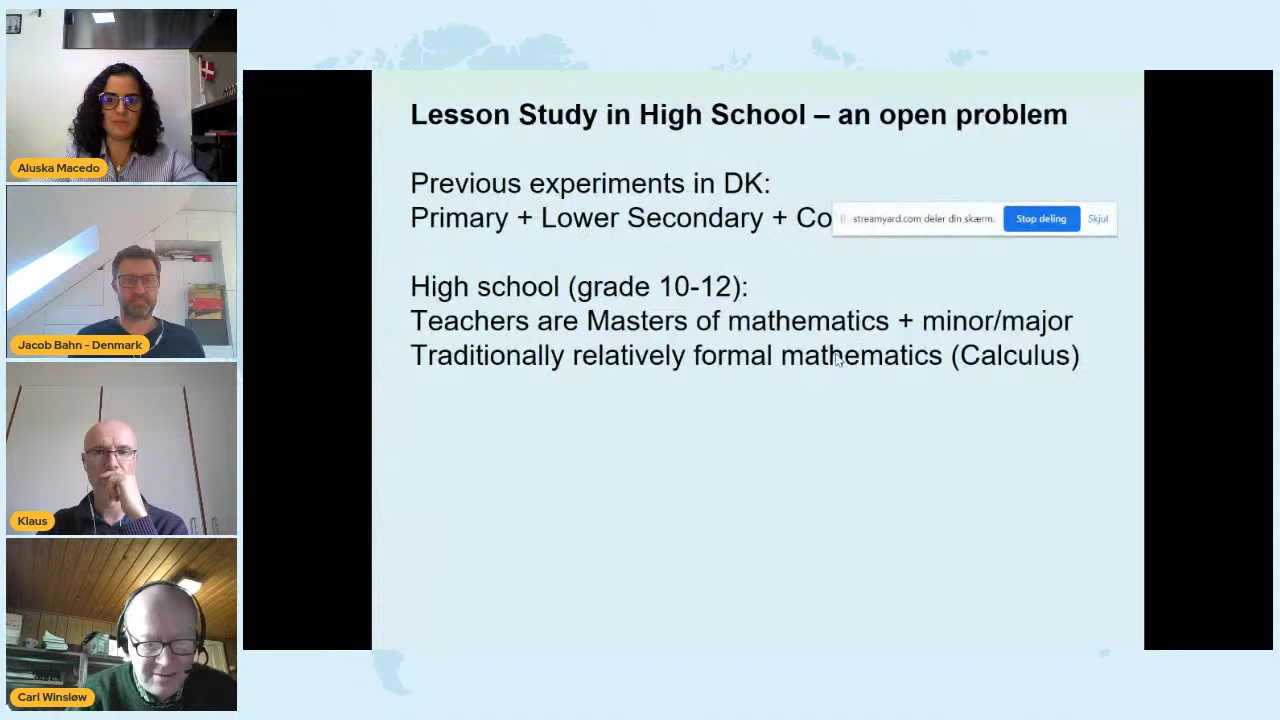 Lesson Study in High School – an open problem
Previous experiments in DK:
Primary + Lower Secondary + Co
streamyard.com deler din skærm.
Stop deling
Skjul
High school (grade 10-12):
Teachers are Masters of mathematics + minor/major
Traditionally relatively formal mathematics (Calculus)
Aluska Macedo
Jacob Bahn - Denmark
Klaus
Carl Winsløw